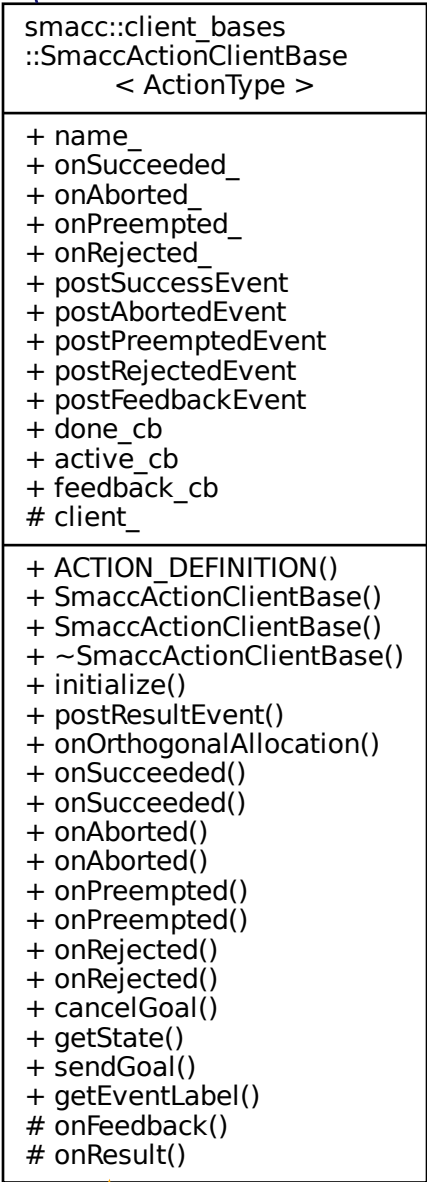 smacc::client_bases
::SmaccActionClientBase
< ActionType >
+ name_
+ onSucceeded_
+ onAborted_
+ onPreempted_
+ onRejected_
+ postSuccessEvent
+ postAbortedEvent
+ postPreemptedEvent
+ postRejectedEvent
+ postFeedbackEvent
+ done_cb
+ active_cb
+ feedback_cb
# client_
+ ACTION_DEFINITION()
+ SmaccActionClientBase()
+ SmaccActionClientBase()
+ ~SmaccActionClientBase()
+ initialize()
+ postResultEvent()
+ onOrthogonalAllocation()
+ onSucceeded()
+ onSucceeded()
+ onAborted()
+ onAborted()
+ onPreempted()
+ onPreempted()
+ onRejected()
+ onRejected()
+ cancelGoal()
+ getState()
+ sendGoal()
+ getEventLabel()
# onFeedback()
# onResult()